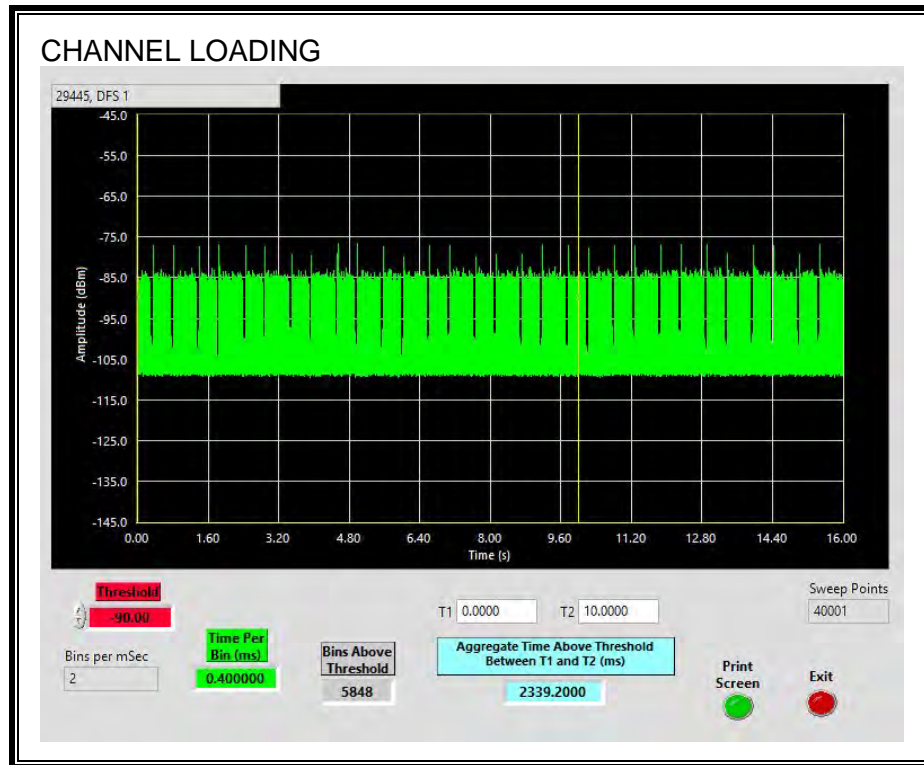 CHANNEL LOADING
29445, DFS 1
-45.0
-55.0
-65.0
-75.0
-85.0
-95.0
-105.0
-115.0
-125.0
-135.0
-145.0
Amplitude (dBm)
0.00 1.60 3.20 4.80 6.40 8.00 9.60 11.20 12.80 14.40 16.00
Time (s)
Threshold
-90.00
Bins per mSec
2
Time Per
Bin (ms)
0.400000
Bins Above
Threshold
5848
T1 0.0000 T2 10.0000
Aggregate Time Above Threshold
Between T1 and T2 (ms)
2339.2000
Sweep Points
40001
Print
Screen
Exit